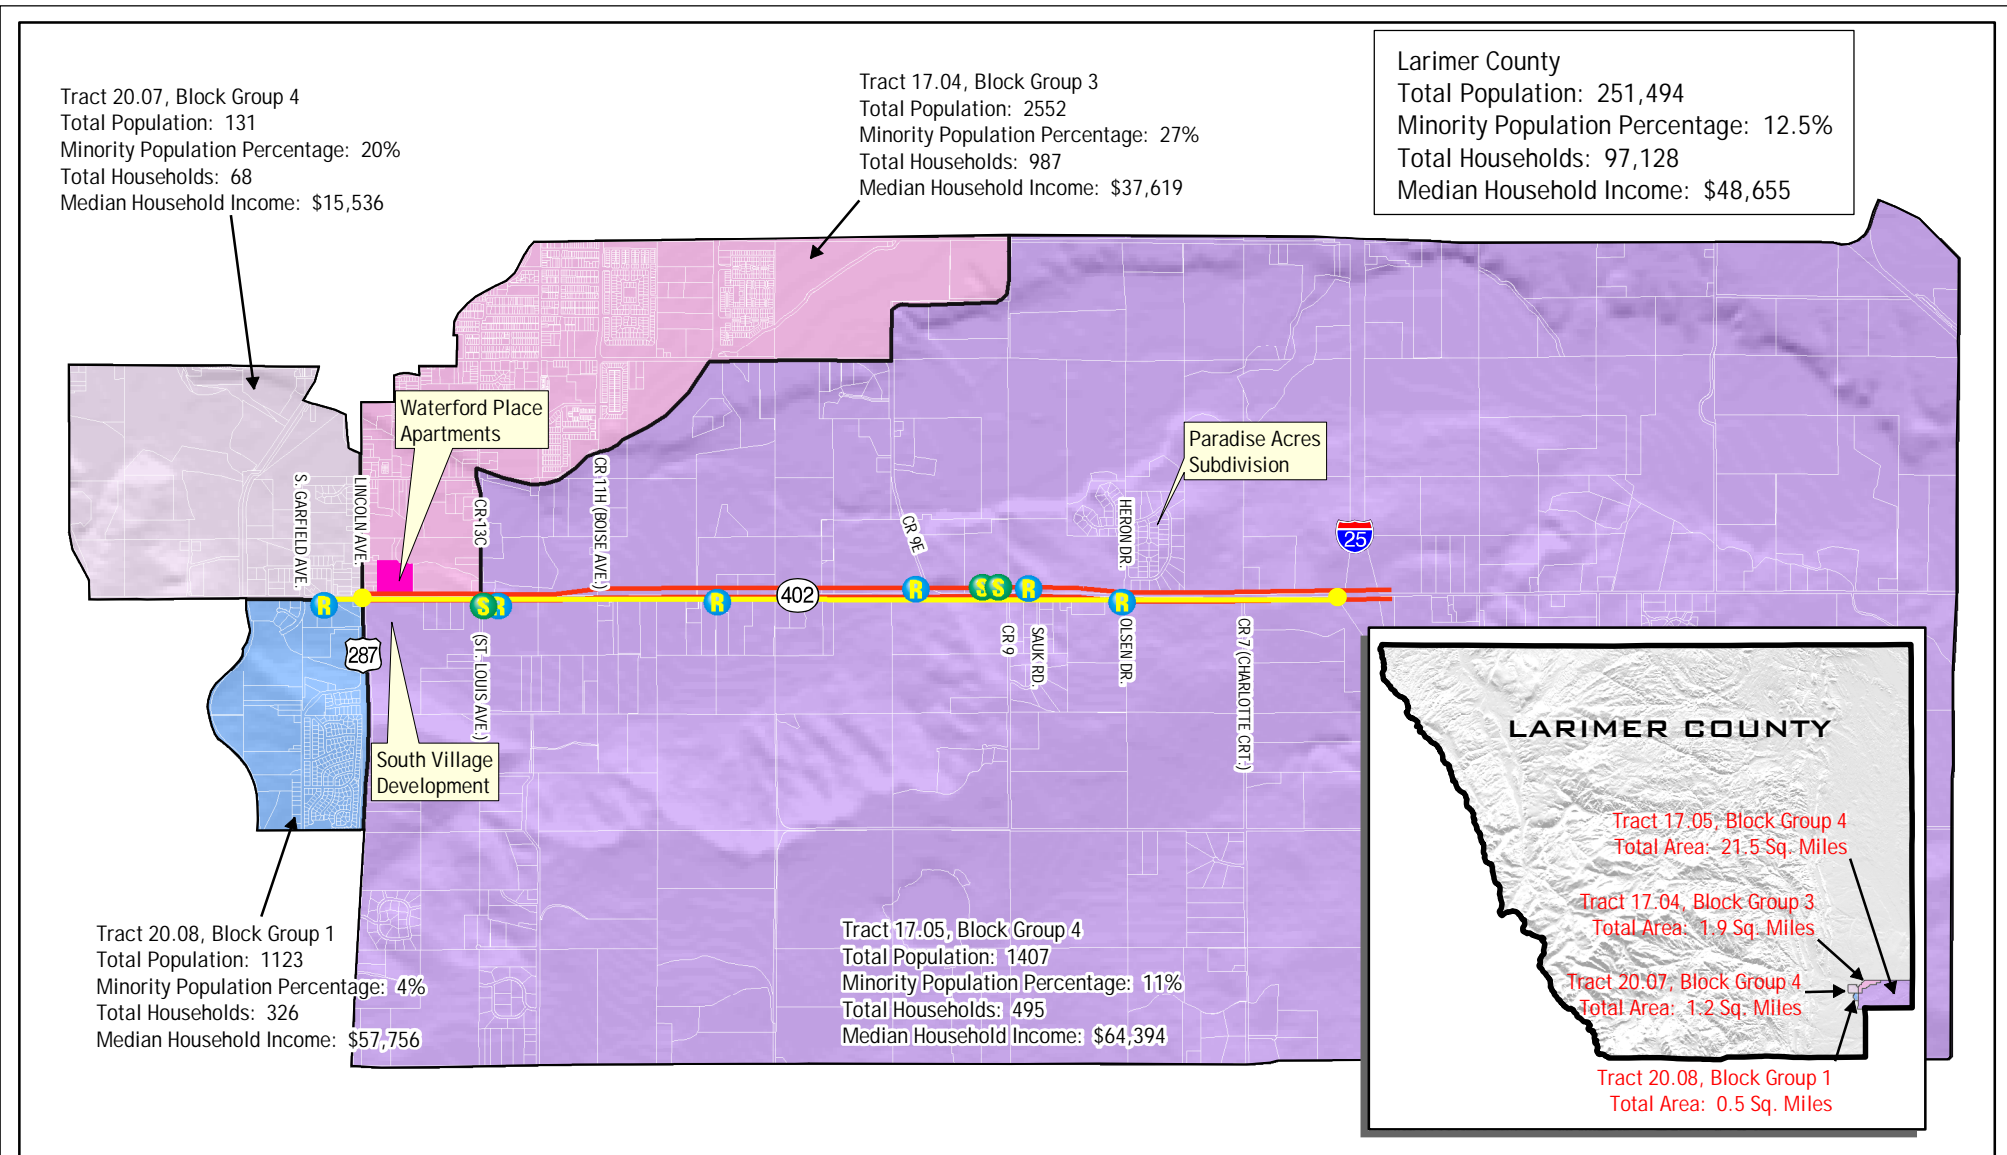 Tract 20.07, Block Group 4
Total Population: 131
Minority Population Percentage: 20%
Total Households: 68
Median Household Income: $15,536
Tract 17.04, Block Group 3
Total Population: 2552
Minority Population Percentage: 27%
Total Households: 987
Median Household Income: $37,619
Larimer County
Total Population: 251,494
Minority Population Percentage: 12.5%
Total Households: 97,128
Median Household Income: $48,655
Waterford Place
Apartments
Paradise Acres
Subdivision
S. GARFIELD AVE.
LINCOLN AVE.
CR 13C
CR 11H (BOISE AVE.)
CR 9E
HERON DR.
25
R
S
R
R
402
R
S
S
R
R
287
(ST. LOUIS AVE.)
CR 9
SAUK RD.
OLSEN DR.
CR 7 (CHARLOTTE CRT.)
South Village
Development
LARIMER COUNTY
Tract 17.05, Block Group 4
Total Area: 21.5 Sq. Miles
Tract 17.04, Block Group 3
Total Area: 1.9 Sq. Miles
Tract 20.07, Block Group 4
Total Area: 1.2 Sq. Miles
Tract 20.08, Block Group 1
Total Area: 0.5 Sq. Miles
Tract 20.08, Block Group 1
Total Population: 1123
Minority Population Percentage: 4%
Total Households: 326
Median Household Income: $57,756
Tract 17.05, Block Group 4
Total Population: 1407
Minority Population Percentage: 11%
Total Households: 495
Median Household Income: $64,394